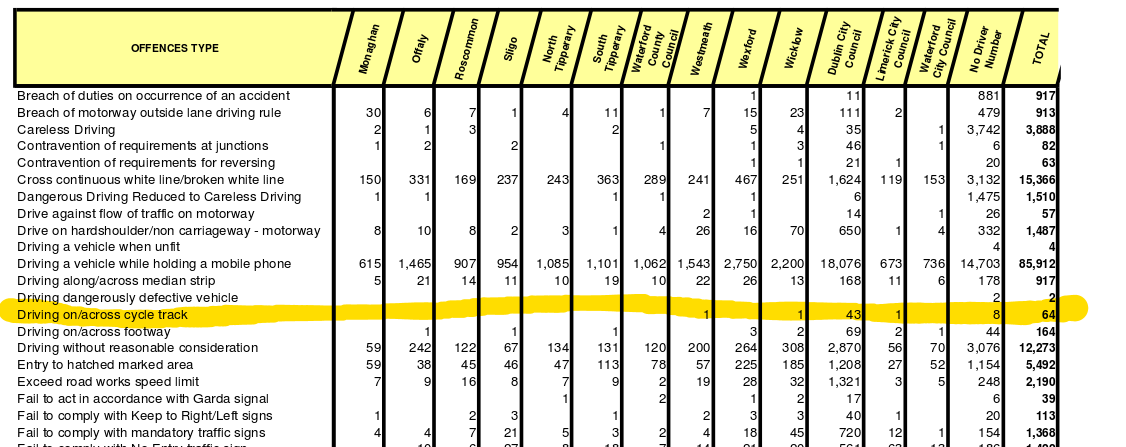 OFFENCES TYPE Monaghan Offaly Roscommon Sligo North Tipperary South Tipperary Waterford County Council Westmeath Wexford Wicklow Dublin City Council Limerick City Council Waterford City Council No Driver Number TOTAL
Breach of duties on occurrence of an accident 1 11 881 917
Breach of motorway outside lane driving rule 30 6 7 1 4 11 1 7 15 23 111 2 479 913
Careless Driving 2 1 3 2 5 4 35 1 3,742 3,888
Contravention of requirements at junctions 1 2 2 1 1 3 46 6 82
Contravention of requirements for reversing 1 1 21 1 20 63
Cross continuous white line/broken white line 150 331 169 237 243 363 289 241 467 251 1,624 119 153 3,132 15,366
Dangerous Driving Reduced to Careless Driving 1 1 1 1 1 6 1,475 1,510
Drive against flow of traffic on motorway 2 1 14 1 26 57
Drive on hardshoulder/non carriageway - motorway 8 10 8 2 3 1 4 26 16 70 650 1 4 332 1,487
Driving a vehicle when unfit 4 4
Driving a vehicle while holding a mobile phone 615 1,465 907 954 1,085 1,101 1,062 1,543 2,750 2,200 18,076 673 736 14,703 85,912
Driving along/across median strip 5 21 14 11 10 19 10 22 26 13 168 11 6 178 917
Driving dangerously defective vehicle 2 2
Driving on/across cycle track 1 1 43 1 8 64
Driving on/across footway 1 1 1 3 2 69 2 1 44 164
Driving without reasonable consideration 59 242 122 67 134 131 120 200 264 308 2,870 56 70 3,076 12,273
Entry to hatched marked area 59 38 45 46 47 113 78 57 225 185 1,208 27 52 1,154 5,492
Exceed road works speed limit 7 9 16 8 7 9 2 19 28 32 1,321 3 5 248 2,190
Fail to act in accordance with Garda signal 1 2 1 2 17 6 39
Fail to comply with Keep to Right/Left signs 1 2 3 1 2 3 3 40 1 20 113
Fail to comply with mandatory traffic signs 4 4 7 21 5 3 2 4 18 45 720 12 1 154 1,368